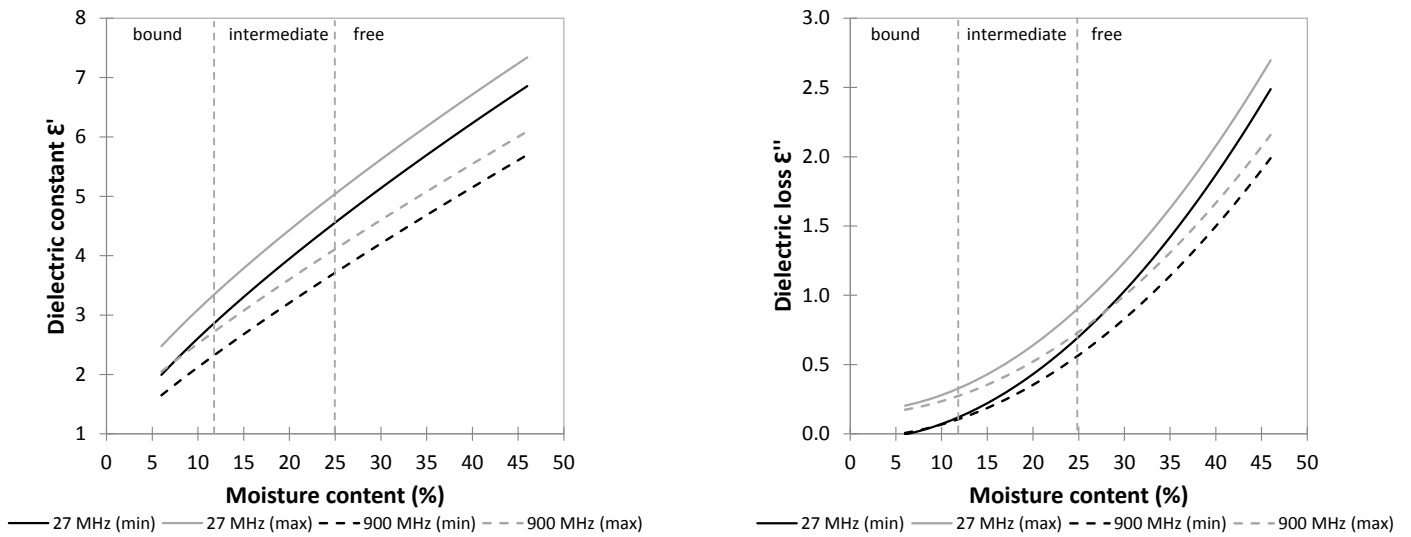 8
7
6
5
4
3
2
1
Dielectric constant Ɛ'
bound
intermediate
free
0 5 10 15 20 25 30 35 40 45 50
Moisture content (%)
27 MHz (min) 27 MHz (max) 900 MHz (min) 900 MHz (max)
3.0
2.5
2.0
1.5
1.0
0.5
0.0
Dielectric loss Ɛ''
bound
intermediate
free
0 5 10 15 20 25 30 35 40 45 50
Moisture content (%)
27 MHz (min) 27 MHz (max) 900 MHz (min) 900 MHz (max)